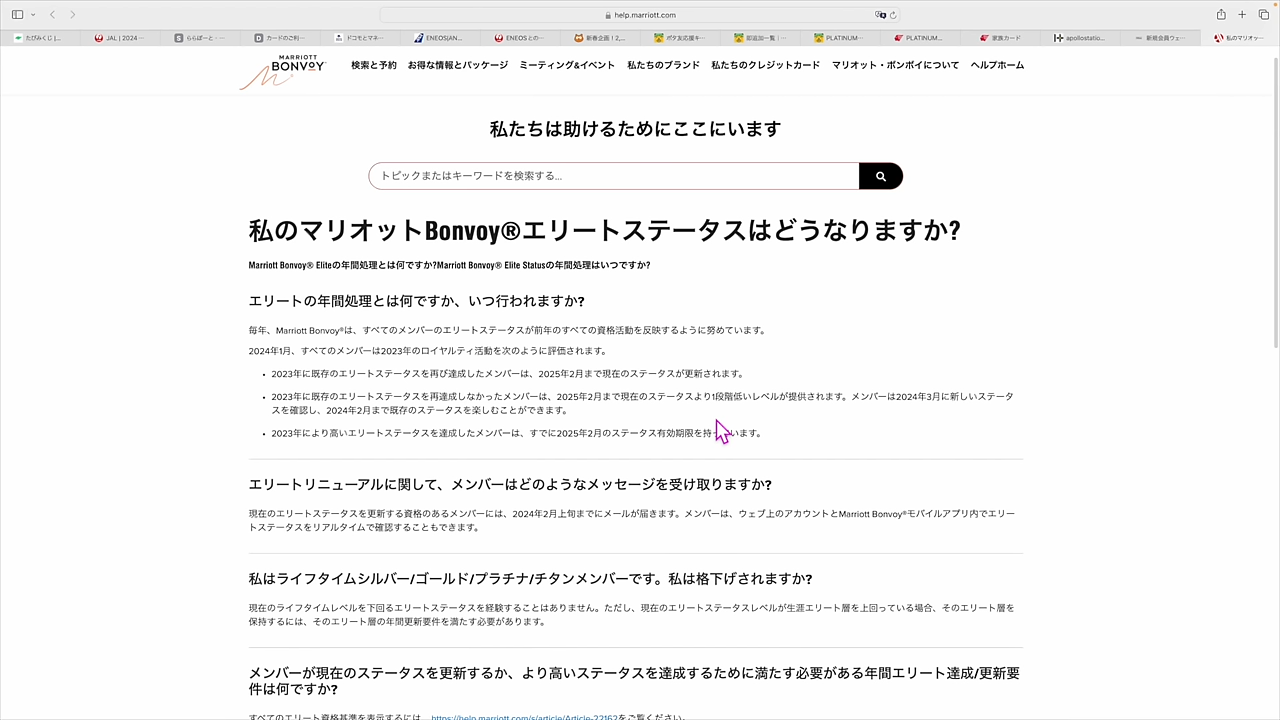 help.marriott.com
たびみくじ |...
JAL | 2024 ...
ららぽーと：...
カードのご利...
ドコモとマネ...
ENEOS(AN...
ENEOS との...
新春企画！2,...
ポタ友応援キ...
即追加一覧｜...
PLATINUM...
PLATINUM...
家族カード
apollostatio...
新規会員ウェ...
私のマリオッ...
MARRIOTT
BONVOY
検索と予約 お得な情報とパッケージ ミーティング&イベント 私たちのブランド 私たちのクレジットカード マリオット・ボンボイについて ヘルプホーム
私たちは助けるためにここにいます
トピックまたはキーワードを検索する...
私のマリオットBonvoy®エリートステータスはどうなりますか?
Marriott Bonvoy® Eliteの年間処理とは何ですか?Marriott Bonvoy® Elite Statusの年間処理はいつですか?
エリートの年間処理とは何ですか、いつ行われますか?
毎年、Marriott Bonvoy®は、すべてのメンバーのエリートステータスが前年のすべての資格活動を反映するように努めています。
2024年1月、すべてのメンバーは2023年のロイヤルティ活動を次のように評価されます。
• 2023年に既存のエリートステータスを再び達成したメンバーは、2025年2月まで現在のステータスが更新されます。
• 2023年に既存のエリートステータスを再達成しなかったメンバーは、2025年2月まで現在のステータスより1段階低いレベルが提供されます。メンバーは2024年3月に新しいステータ
スを確認し、2024年2月まで既存のステータスを楽しむことができます。
• 2023年により高いエリートステータスを達成したメンバーは、すでに2025年2月のステータス有効期限を持っています。
エリートリニューアルに関して、メンバーはどのようなメッセージを受け取りますか?
現在のエリートステータスを更新する資格のあるメンバーには、2024年2月上旬までにメールが届きます。メンバーは、ウェブ上のアカウントとMarriott Bonvoy®モバイルアプリ内でエリー
トステータスをリアルタイムで確認することもできます。
私はライフタイムシルバー/ゴールド/プラチナ/チタンメンバーです。私は格下げされますか?
現在のライフタイムレベルを下回るエリートステータスを経験することはありません。ただし、現在のエリートステータスレベルが生涯エリート層を上回っている場合、そのエリート層を
保持するには、そのエリート層の年間更新要件を満たす必要があります。
メンバーが現在のステータスを更新するか、より高いステータスを達成するために満たす必要がある年間エリート達成/更新要
件は何ですか?
すべてのエリート資格基準を表示するには、 https://help.marriott.com/s/article/Article-22162をご覧ください。